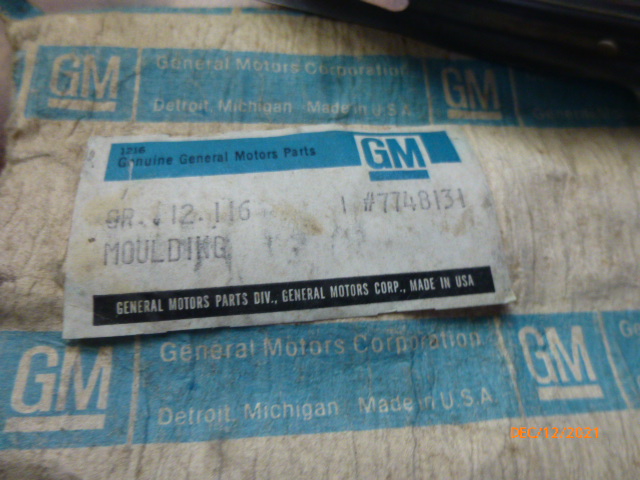 GM
General Motors Corporation
Detroit, Michigan Made in U.S.A.
GM
1216
Genuine General Motors Parts
GM
GR. 12.116 1 #7748131
MOULDING
GENERAL MOTORS PARTS DIV., GENERAL MOTORS CORP., MADE IN USA
GM
General Motors Corporation
Detroit, Michigan Made in U.S.A.
GM
DEC/12/2021